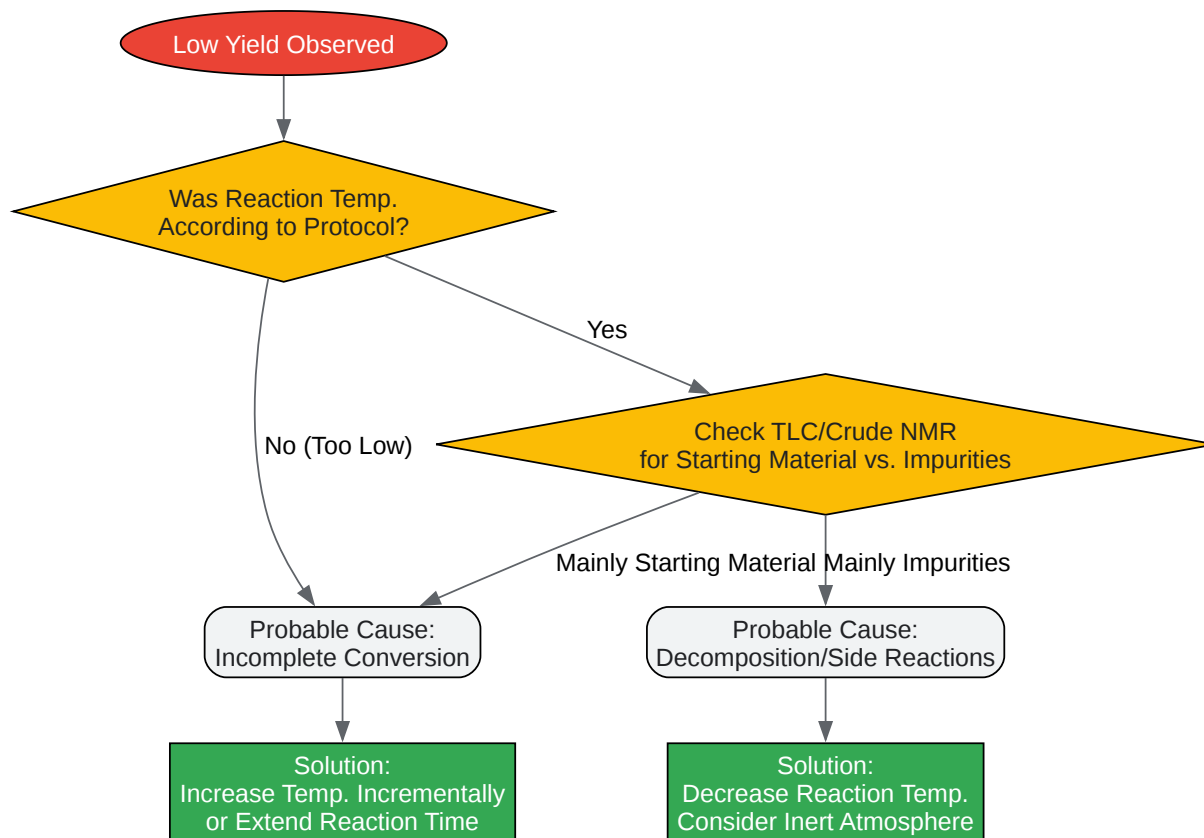 Low Yield Observed
Was Reaction Temp.
According to Protocol?
Yes
No (Too Low)
Check TLC/Crude NMR
for Starting Material vs. Impurities
Mainly Starting Material
Mainly Impurities
Probable Cause:
Incomplete Conversion
Probable Cause:
Decomposition/Side Reactions
Solution:
Increase Temp. Incrementally
or Extend Reaction Time
Solution:
Decrease Reaction Temp.
Consider Inert Atmosphere